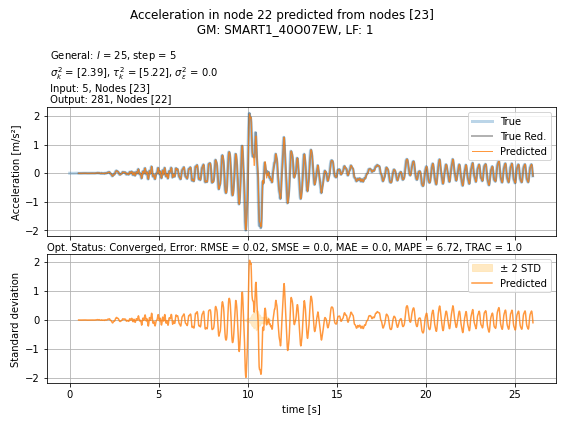 Acceleration in node 22 predicted from nodes [23]
GM: SMART1_40O07EW, LF: 1
General: l = 25, step = 5
σ²ₖ = [2.39], τ²ₖ = [5.22], σ²ε = 0.0
Input: 5, Nodes [23]
Output: 281, Nodes [22]
Acceleration [m/s²]
2
1
0
−1
−2
True
True Red.
Predicted
Opt. Status: Converged, Error: RMSE = 0.02, SMSE = 0.0, MAE = 0.0, MAPE = 6.72, TRAC = 1.0
Standard deviation
2
1
0
−1
−2
± 2 STD
Predicted
0 5 10 15 20 25
time [s]